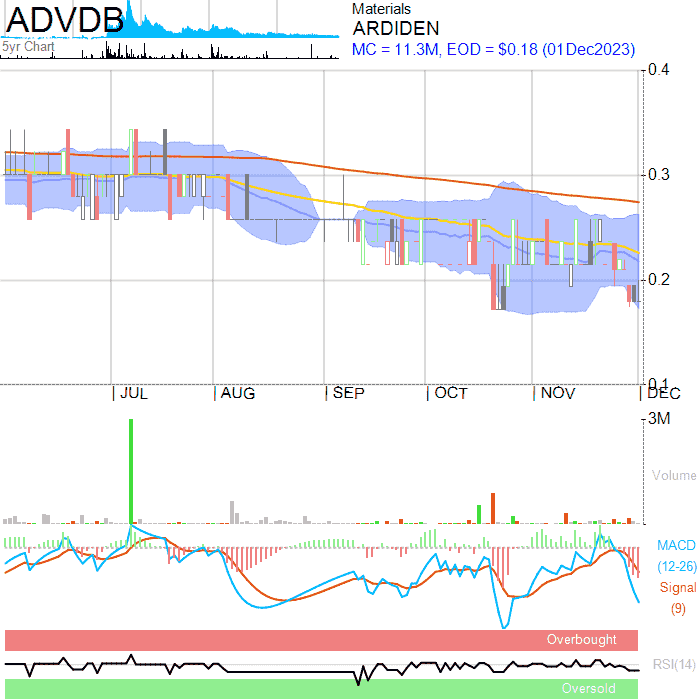 ADVDB
5yr Chart
Materials
ARDIDEN
MC = 11.3M, EOD = $0.18 (01Dec2023)
0.4
0.3
0.2
0.1
JUL AUG SEP OCT NOV DEC
3M
Volume
MACD
(12-26)
Signal
(9)
Overbought
RSI(14)
Oversold